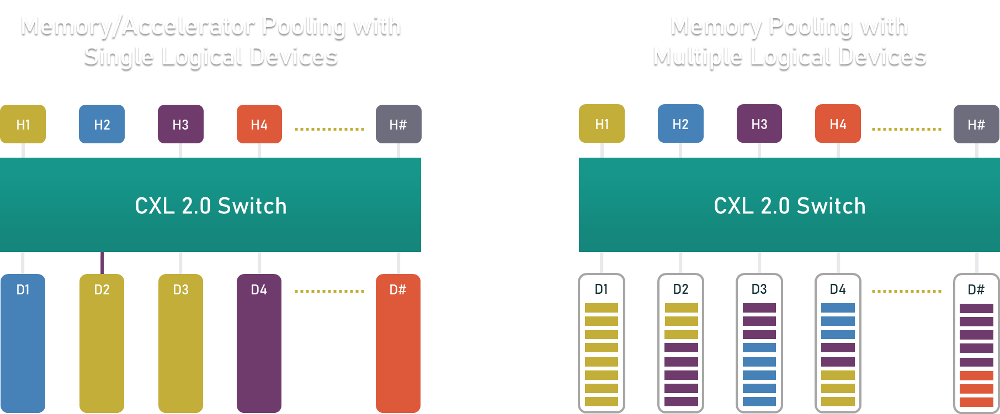 Memory/Accelerator Pooling with
Single Logical Devices
H1 H2 H3 H4 H#
CXL 2.0 Switch
D1 D2 D3 D4 D#
Memory Pooling with
Multiple Logical Devices
H1 H2 H3 H4 H#
CXL 2.0 Switch
D1 D2 D3 D4 D#